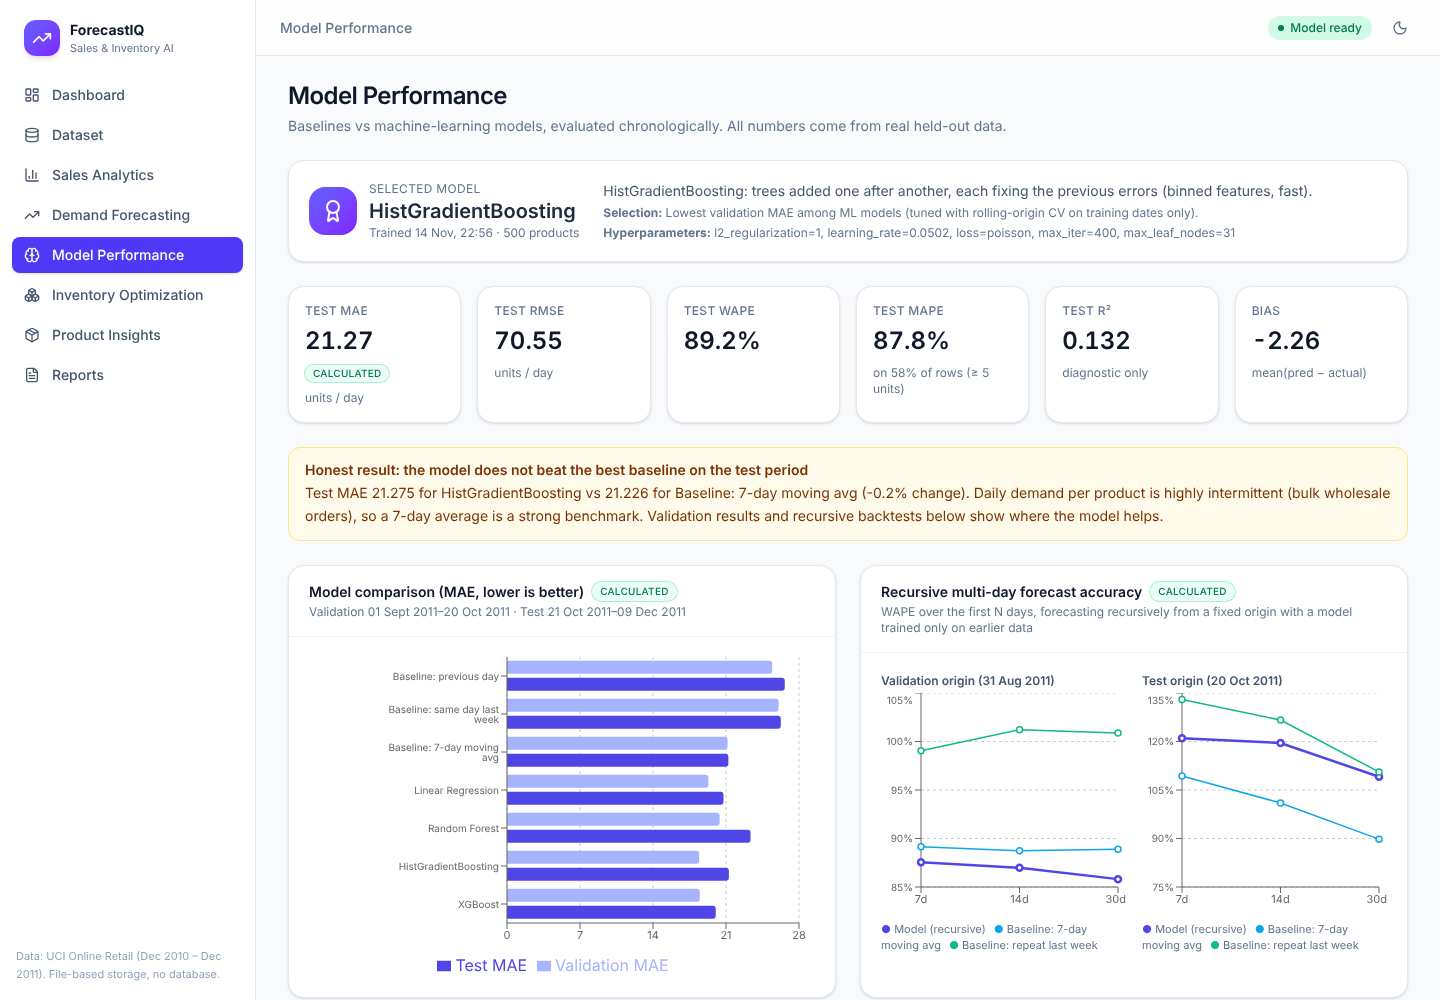 ForecastIQ
Sales & Inventory AI
Dashboard
Dataset
Sales Analytics
Demand Forecasting
Model Performance
Inventory Optimization
Product Insights
Reports
Data: UCI Online Retail (Dec 2010 – Dec
2011). File-based storage, no database.
Model Performance
Model ready
Model Performance
Baselines vs machine-learning models, evaluated chronologically. All numbers come from real held-out data.
SELECTED MODEL
HistGradientBoosting
Trained 14 Nov, 22:56 · 500 products
HistGradientBoosting: trees added one after another, each fixing the previous errors (binned features, fast).
Selection: Lowest validation MAE among ML models (tuned with rolling-origin CV on training dates only).
Hyperparameters: l2_regularization=1, learning_rate=0.0502, loss=poisson, max_iter=400, max_leaf_nodes=31
TEST MAE
21.27
CALCULATED
units / day
TEST RMSE
70.55
units / day
TEST WAPE
89.2%
TEST MAPE
87.8%
on 58% of rows (≥ 5
units)
TEST R²
0.132
diagnostic only
BIAS
-2.26
mean(pred − actual)
Honest result: the model does not beat the best baseline on the test period
Test MAE 21.275 for HistGradientBoosting vs 21.226 for Baseline: 7-day moving avg (-0.2% change). Daily demand per product is highly intermittent (bulk wholesale
orders), so a 7-day average is a strong benchmark. Validation results and recursive backtests below show where the model helps.
Model comparison (MAE, lower is better) CALCULATED
Validation 01 Sept 2011–20 Oct 2011 · Test 21 Oct 2011–09 Dec 2011
Baseline: previous day
Baseline: same day last
week
Baseline: 7-day moving
avg
Linear Regression
Random Forest
HistGradientBoosting
XGBoost
0 7 14 21 28
Test MAE Validation MAE
Recursive multi-day forecast accuracy CALCULATED
WAPE over the first N days, forecasting recursively from a fixed origin with a model
trained only on earlier data
Validation origin (31 Aug 2011)
105%
100%
95%
90%
85%
7d 14d 30d
Model (recursive) Baseline: 7-day
moving avg Baseline: repeat last week
Test origin (20 Oct 2011)
135%
120%
105%
90%
75%
7d 14d 30d
Model (recursive) Baseline: 7-day
moving avg Baseline: repeat last week